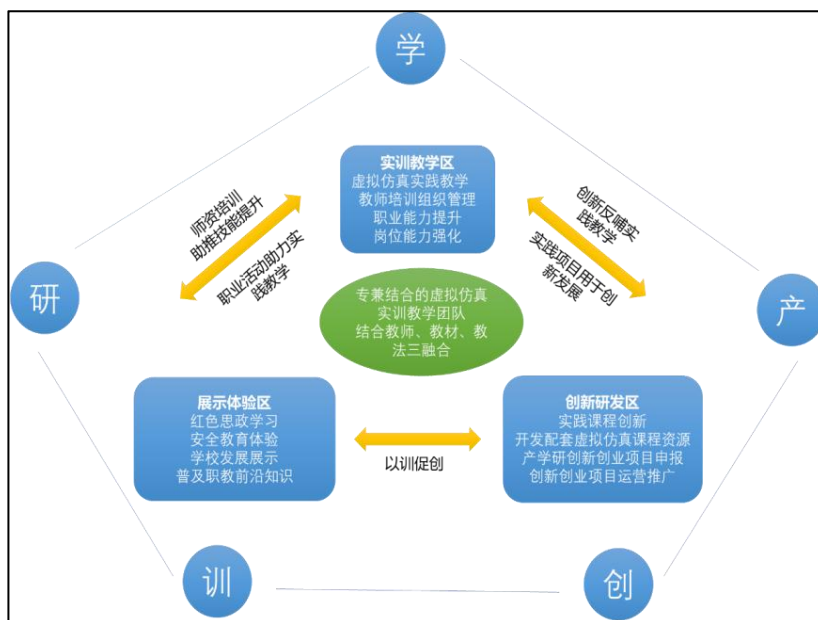 学
实训教学区
虚拟仿真实践教学
教师培训组织管理
职业能力提升
岗位能力强化
师资培训
助推技能提升
职业活动助力实
践教学
创新反哺实
践教学
实践项目用于创
新发展
研
产
专兼结合的虚拟仿真
实训教学团队
结合教师、教材、教
法三融合
展示体验区
红色思政学习
安全教育体验
学校发展展示
普及职教前沿知识
以训促创
创新研发区
实践课程创新
开发配套虚拟仿真课程资源
产学研创新创业项目申报
创新创业项目运营推广
训
创